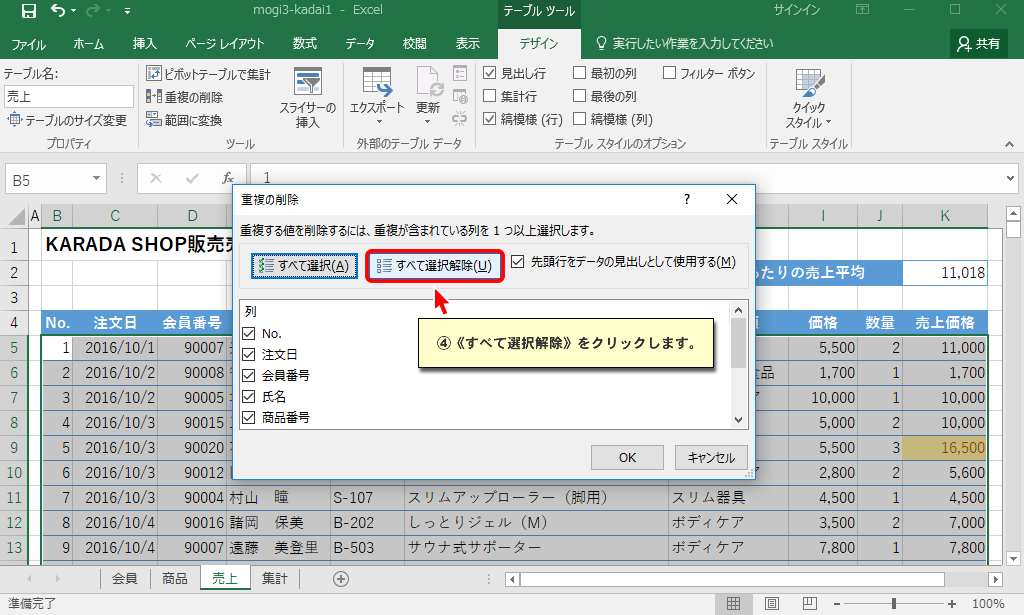 mogi3-kadai1 - Excel
テーブル ツール
サインイン
ファイル ホーム 挿入 ページ レイアウト 数式 データ 校閲 表示 デザイン 実行したい作業を入力してください 共有
テーブル名:
売上
テーブルのサイズ変更
プロパティ
ピボットテーブルで集計
重複の削除
範囲に変換
スライサーの
挿入
ツール
エクスポート
更新
外部のテーブル データ
見出し行 最初の列 フィルター ボタン
集計行 最後の列
縞模様 (行) 縞模様 (列)
テーブル スタイルのオプション
クイック
スタイル
テーブル スタイル
B5 fx 1
重複の削除 ?
重複する値を削除するには、重複が含まれている列を 1 つ以上選択します。
すべて選択(A) すべて選択解除(U) 先頭行をデータの見出しとして使用する(M)
列
No.
注文日
会員番号
氏名
商品番号
④《すべて選択解除》をクリックします。
OK キャンセル
A B C D I J K
1 KARADA SHOP販売
2 たりの売上平均 11,018
3
4 No. 注文日 会員番号 価格 数量 売上価格
5 1 2016/10/1 90007 5,500 2 11,000
6 2 2016/10/2 90008 食品 1,700 1 1,700
7 3 2016/10/2 90005 ア 10,000 1 10,000
8 4 2016/10/3 90015 5,000 2 10,000
9 5 2016/10/3 90020 5,500 3 16,500
10 6 2016/10/3 90012 ア 2,800 2 5,600
11 7 2016/10/3 90004 村山 瞳 S-107 スリムアップローラー（脚用） スリム器具 4,500 1 4,500
12 8 2016/10/4 90016 諸岡 保美 B-202 しっとりジェル（M） ボディケア 3,500 2 7,000
13 9 2016/10/4 90007 遠藤 美登里 B-503 サウナ式サポーター ボディケア 7,800 1 7,800
会員 商品 売上 集計
準備完了 100%